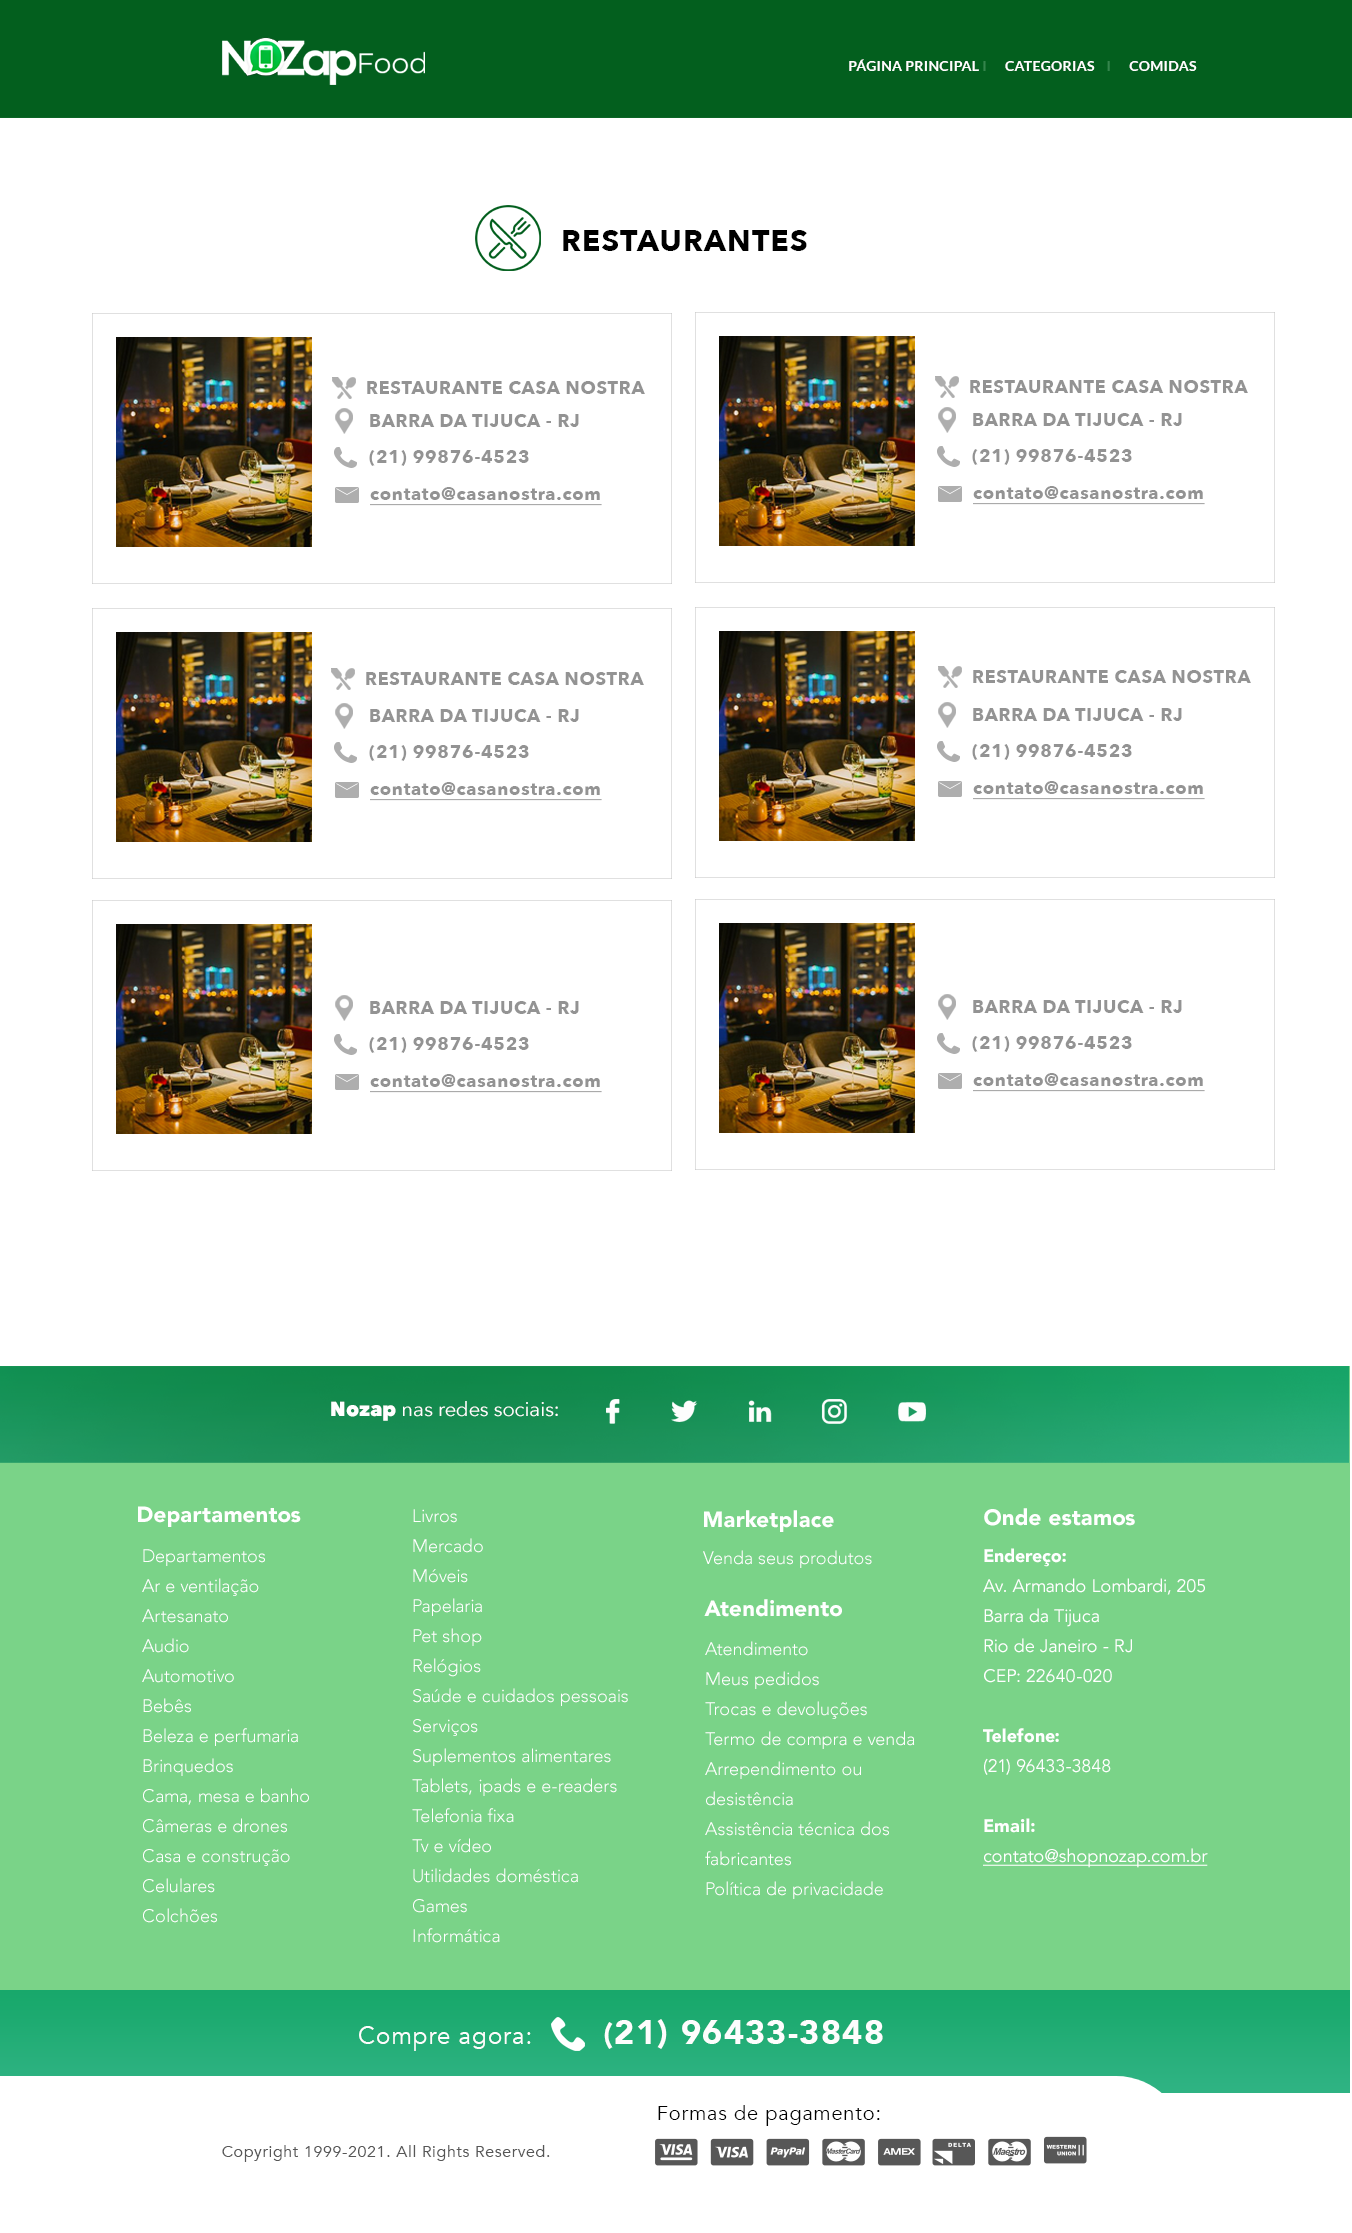 NoZapFood
PÁGINA PRINCIPAL | CATEGORIAS | COMIDAS
RESTAURANTES
RESTAURANTE CASA NOSTRA
BARRA DA TIJUCA - RJ
(21) 99876-4523
contato@casanostra.com
RESTAURANTE CASA NOSTRA
BARRA DA TIJUCA - RJ
(21) 99876-4523
contato@casanostra.com
RESTAURANTE CASA NOSTRA
BARRA DA TIJUCA - RJ
(21) 99876-4523
contato@casanostra.com
RESTAURANTE CASA NOSTRA
BARRA DA TIJUCA - RJ
(21) 99876-4523
contato@casanostra.com
BARRA DA TIJUCA - RJ
(21) 99876-4523
contato@casanostra.com
BARRA DA TIJUCA - RJ
(21) 99876-4523
contato@casanostra.com
Nozap nas redes sociais:
Departamentos
Departamentos
Ar e ventilação
Artesanato
Audio
Automotivo
Bebês
Beleza e perfumaria
Brinquedos
Cama, mesa e banho
Câmeras e drones
Casa e construção
Celulares
Colchões
Livros
Mercado
Móveis
Papelaria
Pet shop
Relógios
Saúde e cuidados pessoais
Serviços
Suplementos alimentares
Tablets, ipads e e-readers
Telefonia fixa
Tv e vídeo
Utilidades doméstica
Games
Informática
Marketplace
Venda seus produtos
Atendimento
Atendimento
Meus pedidos
Trocas e devoluções
Termo de compra e venda
Arrependimento ou
desistência
Assistência técnica dos
fabricantes
Política de privacidade
Onde estamos
Endereço:
Av. Armando Lombardi, 205
Barra da Tijuca
Rio de Janeiro - RJ
CEP: 22640-020
Telefone:
(21) 96433-3848
Email:
contato@shopnozap.com.br
Compre agora: (21) 96433-3848
Formas de pagamento:
VISA VISA PayPal MasterCard AMEX DELTA Maestro WESTERN UNION
Copyright 1999-2021. All Rights Reserved.